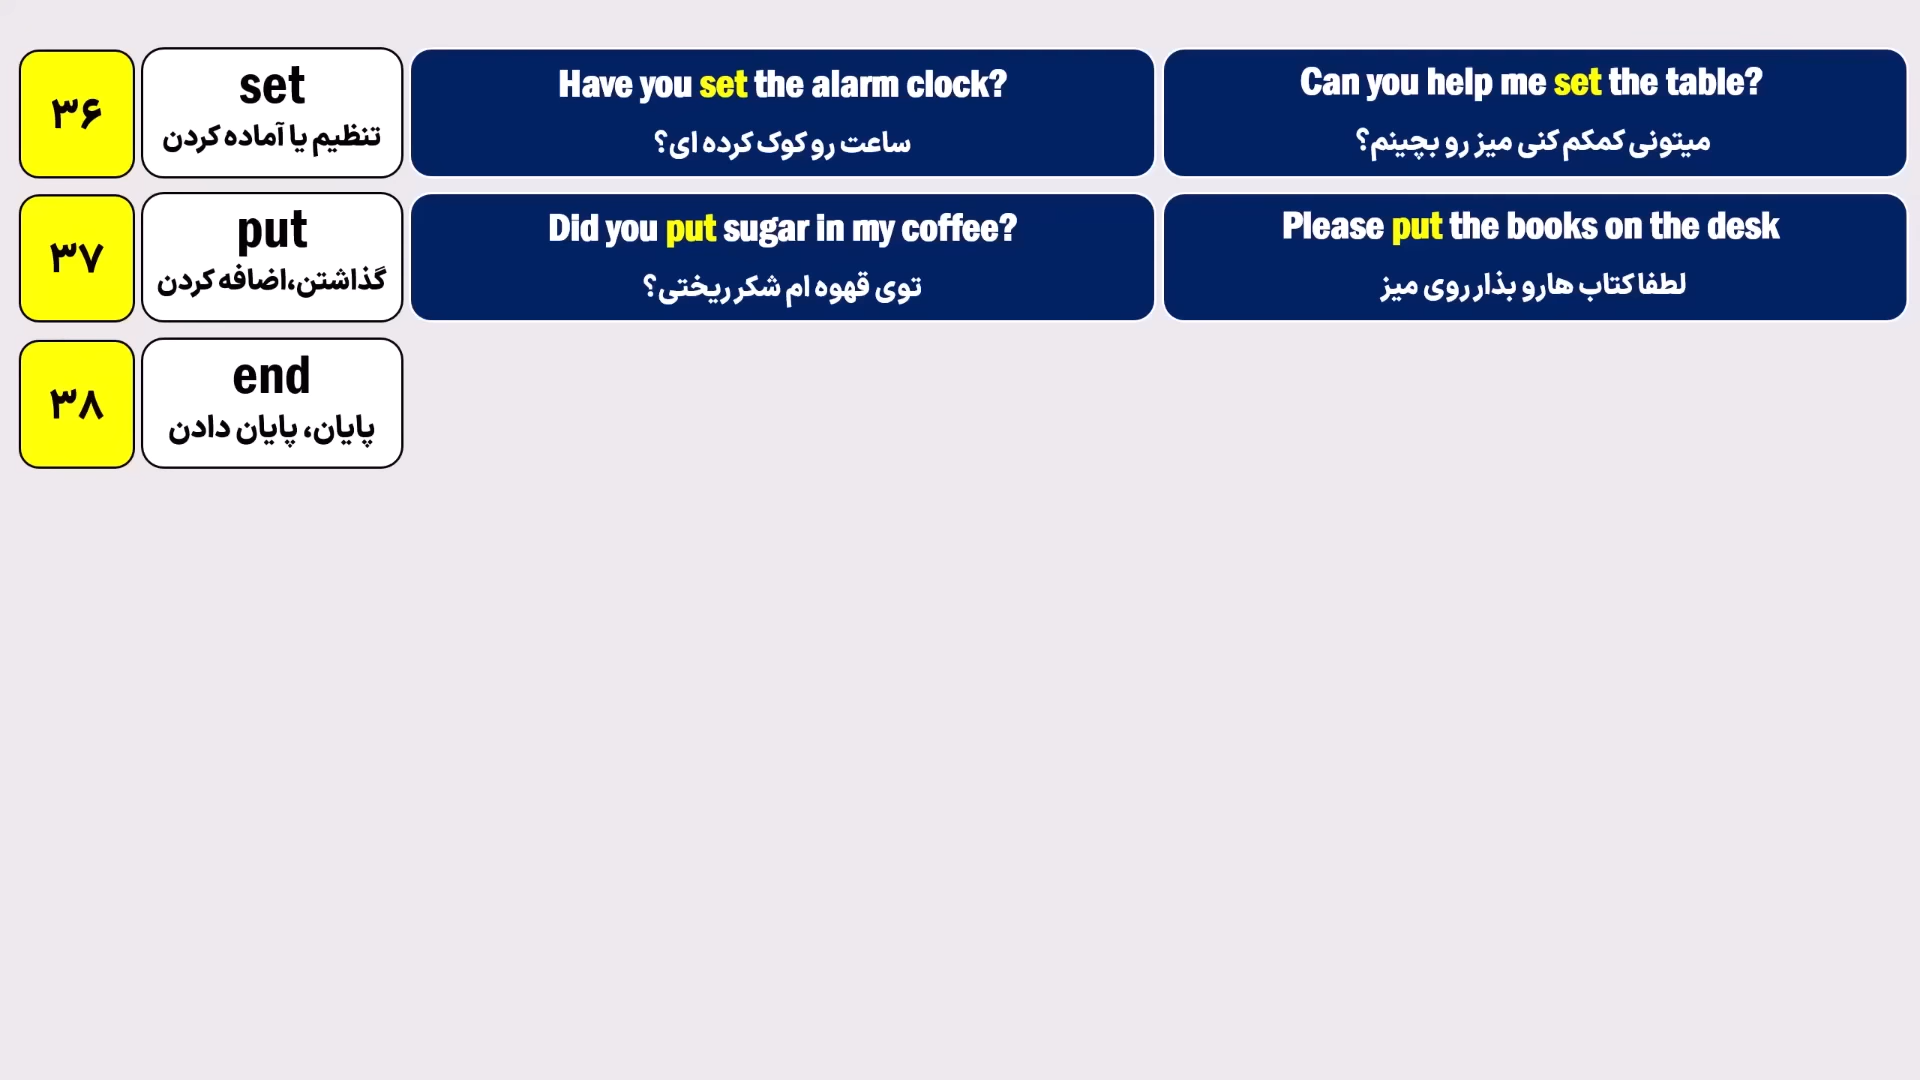 ۳۶
set
تنظیم یا آماده کردن
Have you set the alarm clock?
ساعت رو کوک کرده ای؟
Can you help me set the table?
میتونی کمکم کنی میز رو بچینم؟
۳۷
put
گذاشتن،اضافه کردن
Did you put sugar in my coffee?
توی قهوه ام شکر ریختی؟
Please put the books on the desk
لطفا کتاب هارو بذار روی میز
۳۸
end
پایان، پایان دادن